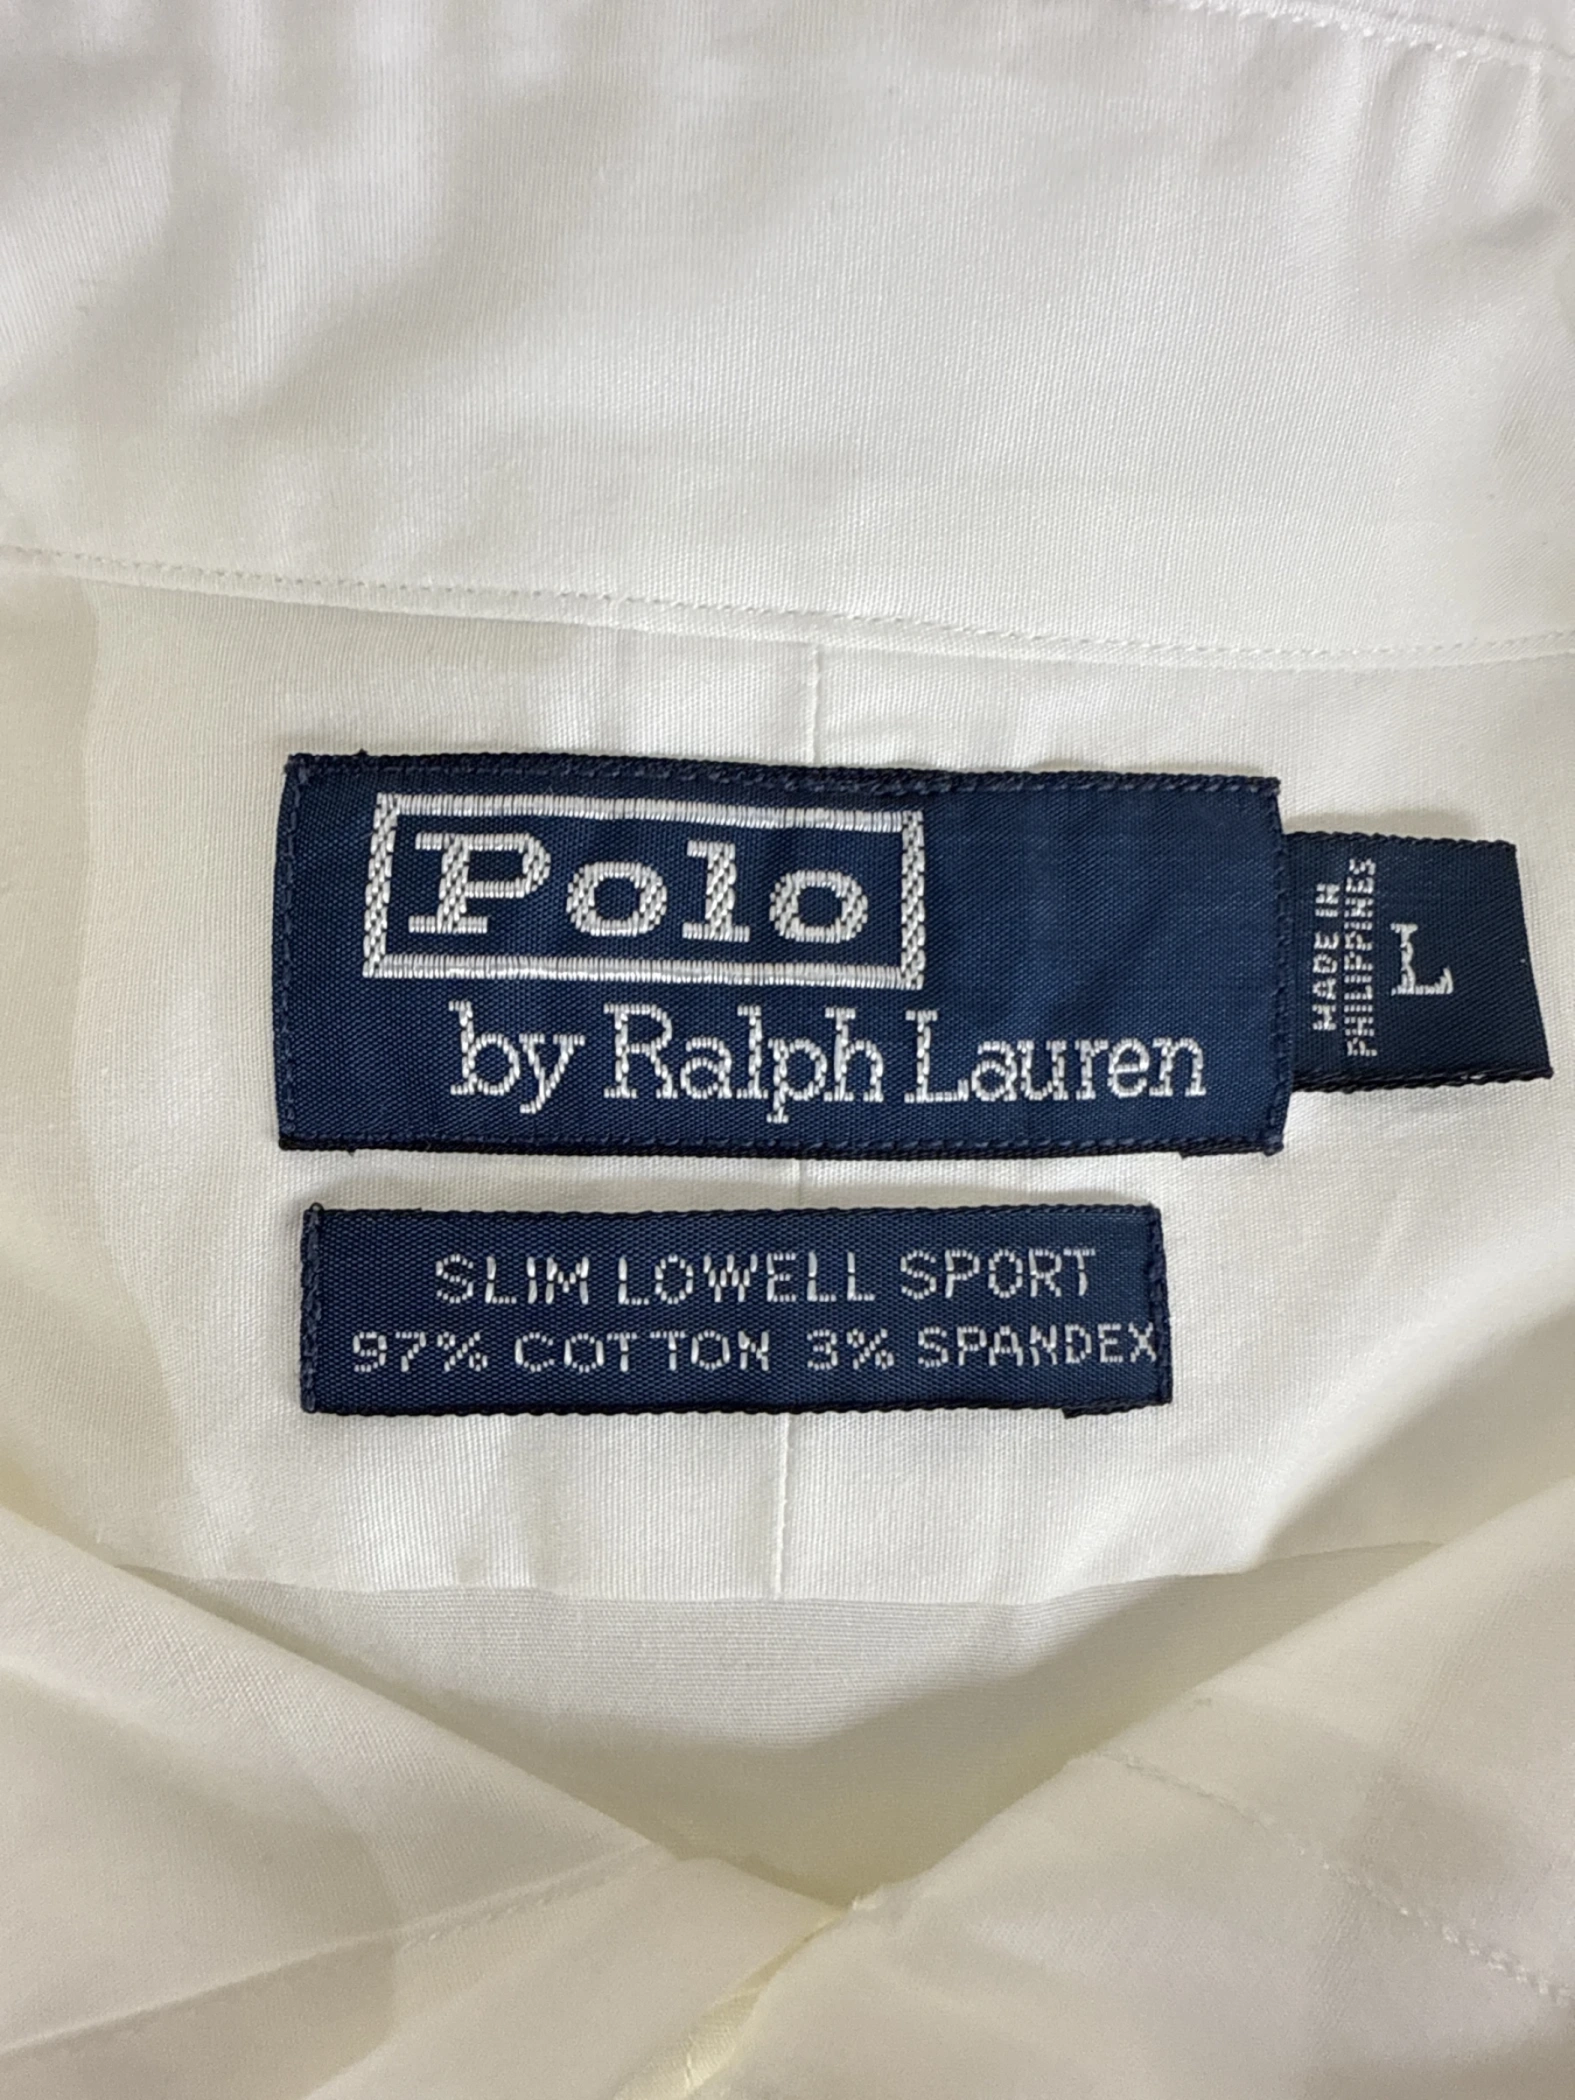 Polo
by Ralph Lauren
MADE IN
PHILIPPINES
L
SLIM LOWELL SPORT
97% COTTON 3% SPANDEX